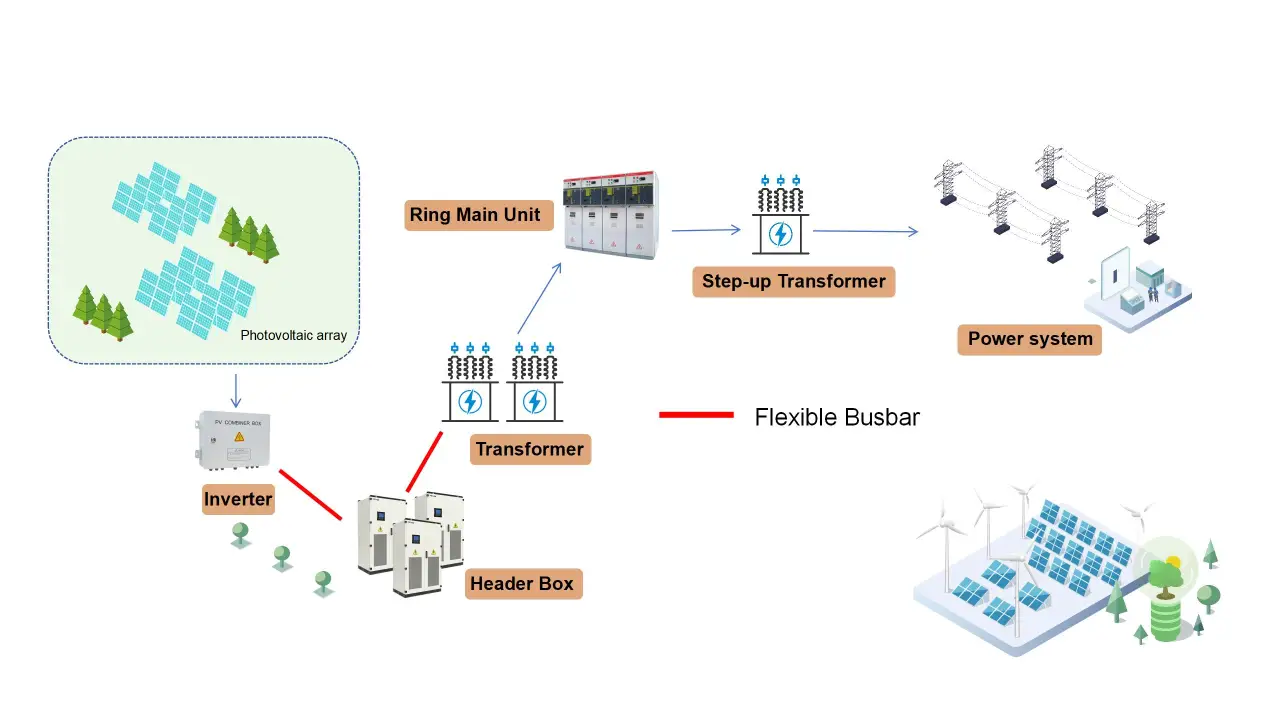 Photovoltaic array
PV COMBINER BOX
Inverter
Header Box
Transformer
Ring Main Unit
Step-up Transformer
Power system
Flexible Busbar